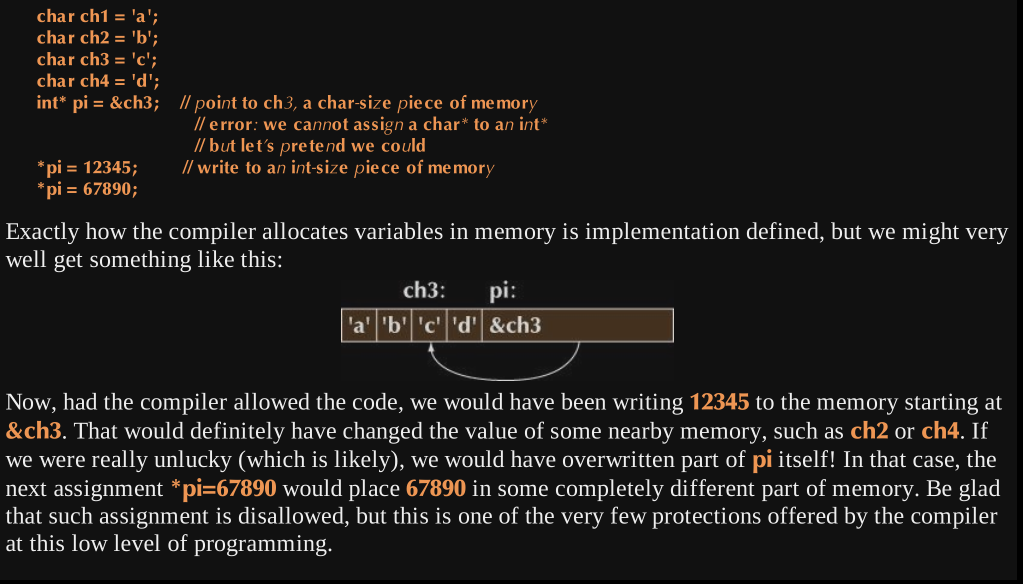 char ch1 = 'a';
char ch2 = 'b';
char ch3 = 'c';
char ch4 = 'd';
int* pi = &ch3; // point to ch3, a char-size piece of memory
// error: we cannot assign a char* to an int*
// but let's pretend we could
*pi = 12345; // write to an int-size piece of memory
*pi = 67890;
Exactly how the compiler allocates variables in memory is implementation defined, but we might very
well get something like this:
ch3: pi:
'a' 'b' 'c' 'd' &ch3
Now, had the compiler allowed the code, we would have been writing 12345 to the memory starting at
&ch3. That would definitely have changed the value of some nearby memory, such as ch2 or ch4. If
we were really unlucky (which is likely), we would have overwritten part of pi itself! In that case, the
next assignment *pi=67890 would place 67890 in some completely different part of memory. Be glad
that such assignment is disallowed, but this is one of the very few protections offered by the compiler
at this low level of programming.